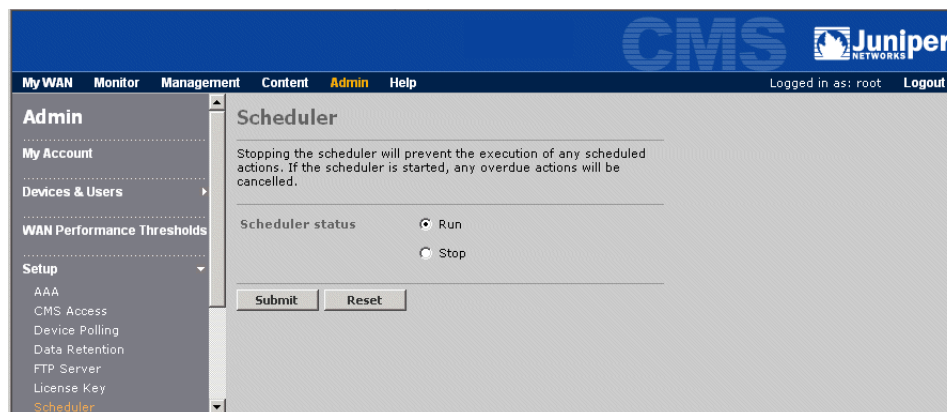 CMS
Juniper
NETWORKS
My WAN Monitor Management Content Admin Help Logged in as: root Logout
Admin
My Account
Devices & Users
WAN Performance Thresholds
Setup
AAA
CMS Access
Device Polling
Data Retention
FTP Server
License Key
Scheduler
Scheduler
Stopping the scheduler will prevent the execution of any scheduled
actions. If the scheduler is started, any overdue actions will be
cancelled.
Scheduler status Run
Stop
Submit Reset